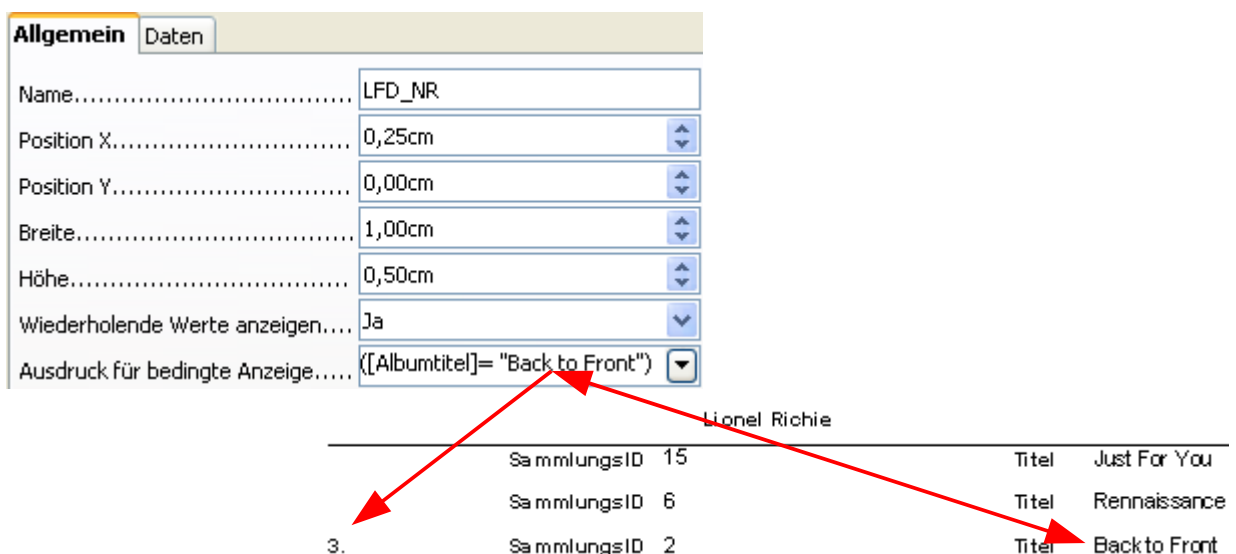 Allgemein Daten
Name.................................. LFD_NR
Position X.............................. 0,25cm
Position Y.............................. 0,00cm
Breite................................... 1,00cm
Höhe................................... 0,50cm
Wiederholende Werte anzeigen.... Ja
Ausdruck für bedingte Anzeige..... ([Albumtitel]= "Back to Front")
Lionel Richie
SammlungsID 15 Titel Just For You
SammlungsID 6 Titel Rennaissance
3. SammlungsID 2 Titel Back to Front